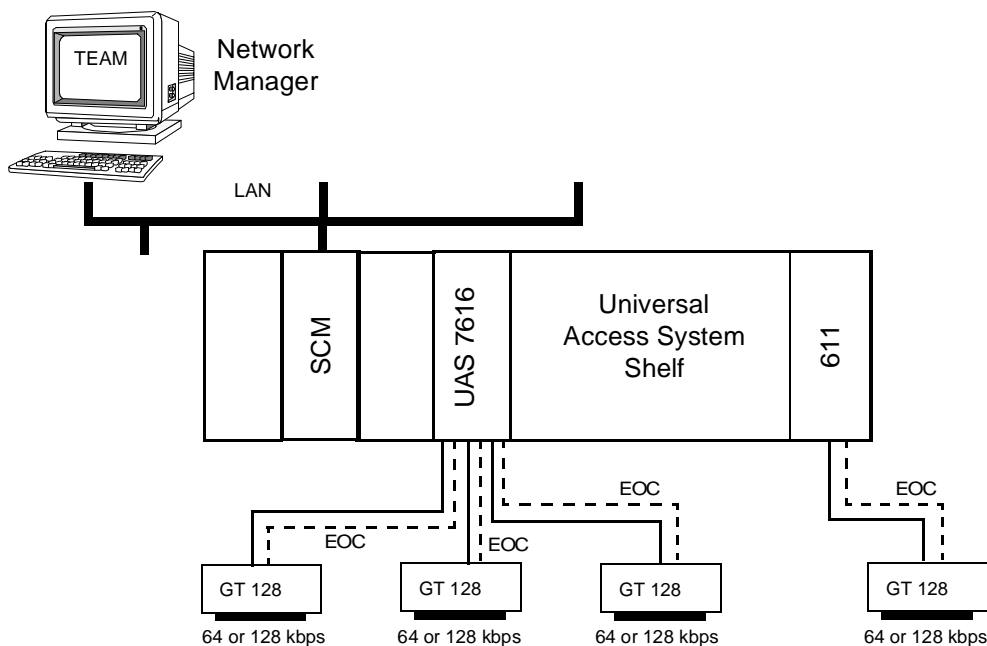 TEAM
Network
Manager
LAN
SCM
UAS 7616
Universal
Access System
Shelf
611
EOC
EOC
EOC
EOC
GT 128
GT 128
GT 128
GT 128
64 or 128 kbps
64 or 128 kbps
64 or 128 kbps
64 or 128 kbps